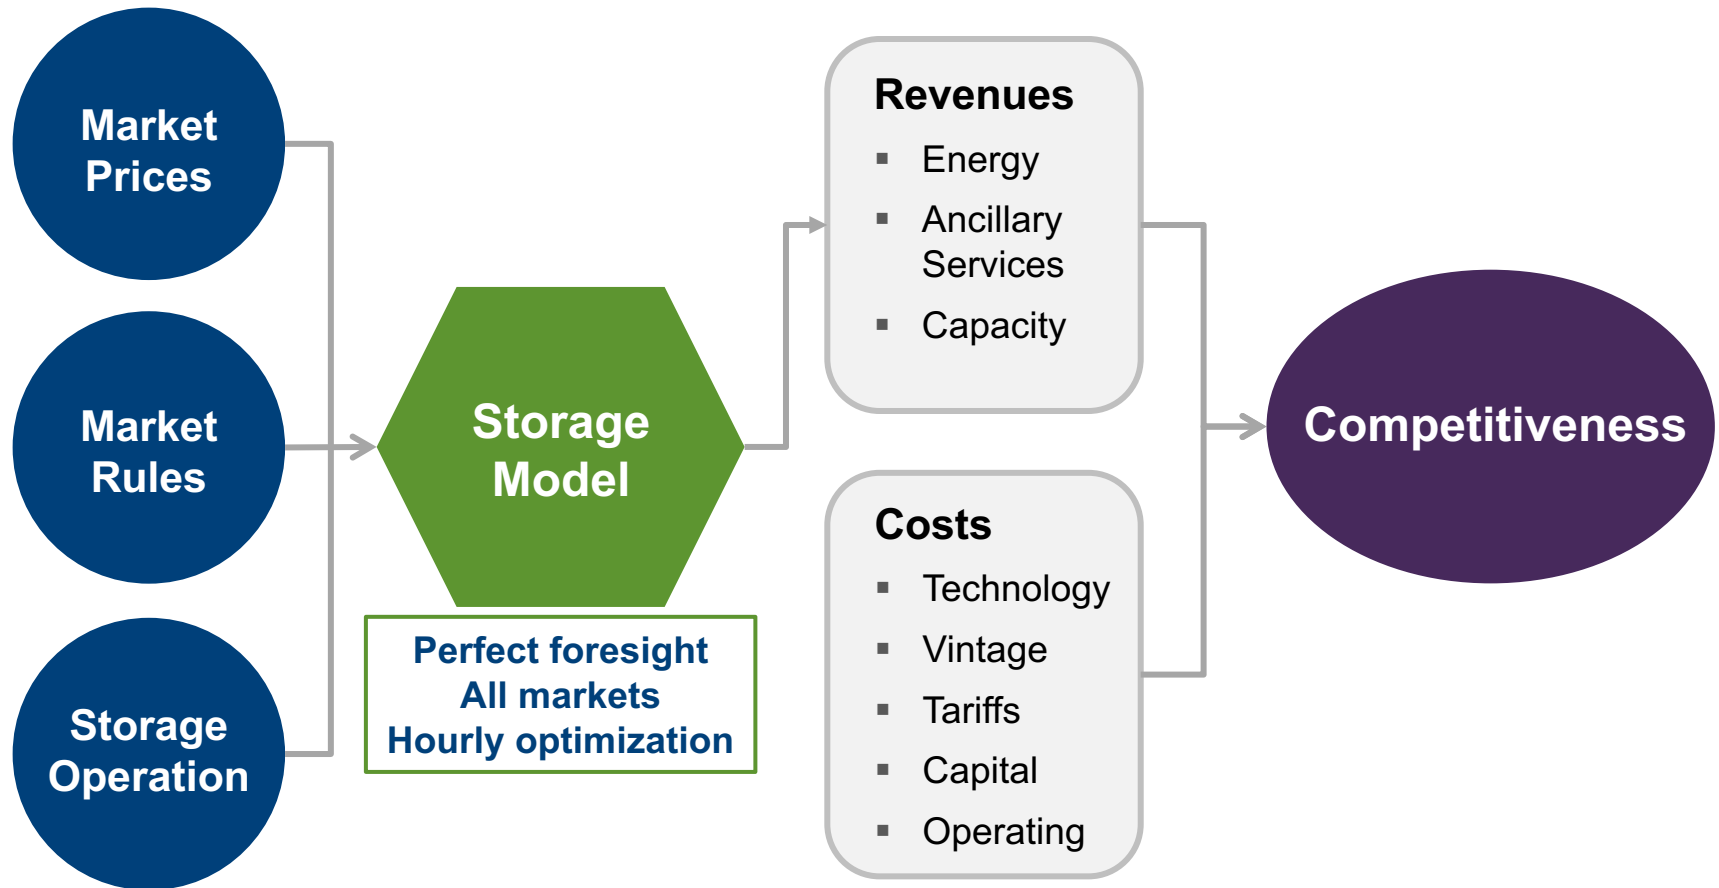 Market
Prices
Market
Rules
Storage
Operation
Storage
Model
Perfect foresight
All markets
Hourly optimization
Revenues
▪ Energy
▪ Ancillary
Services
▪ Capacity
Costs
▪ Technology
▪ Vintage
▪ Tariffs
▪ Capital
▪ Operating
Competitiveness